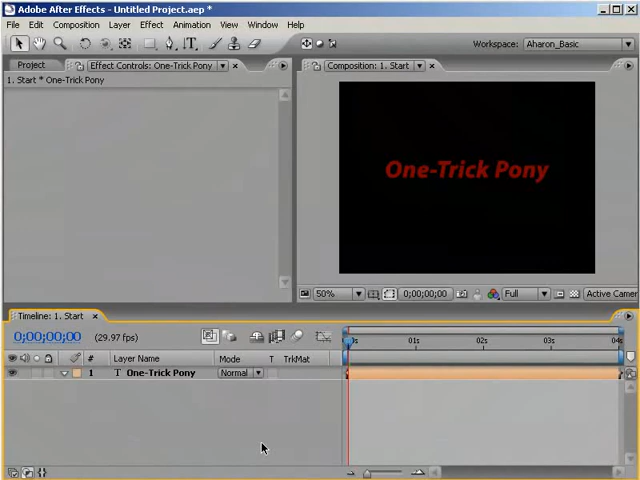 Adobe After Effects - Untitled Project.aep *
File Edit Composition Layer Effect Animation View Window Help
Workspace: Aharon_Basic
Project Effect Controls: One-Trick Pony Composition: 1. Start
1. Start * One-Trick Pony
One-Trick Pony
50% 0;00;00;00 Full Active Camer
Timeline: 1. Start
0;00;00;00 (29.97 fps)
01s 02s 03s 04s
# Layer Name Mode T TrkMat
1 T One-Trick Pony Normal